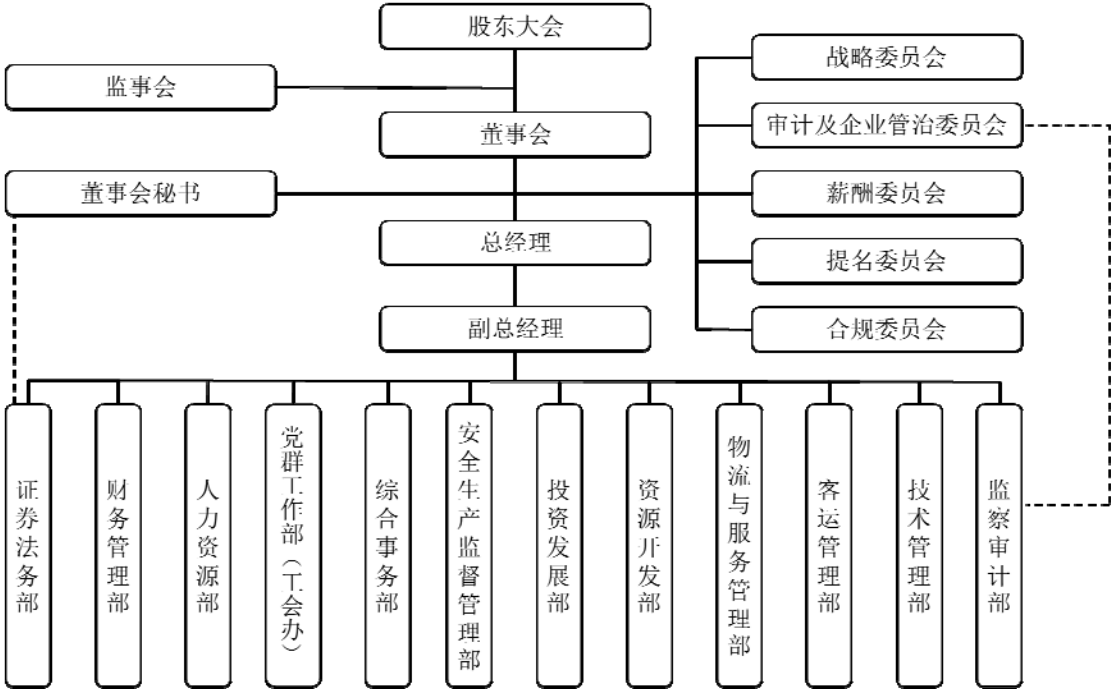 股东大会
监事会
董事会
董事会秘书
总经理
副总经理
战略委员会
审计及企业管治委员会
薪酬委员会
提名委员会
合规委员会
证券法务部
财务管理部
人力资源部
党群工作部（工会办）
综合事务部
安全生产监督管理部
投资发展部
资源开发部
物流与服务管理部
客运管理部
技术管理部
监察审计部